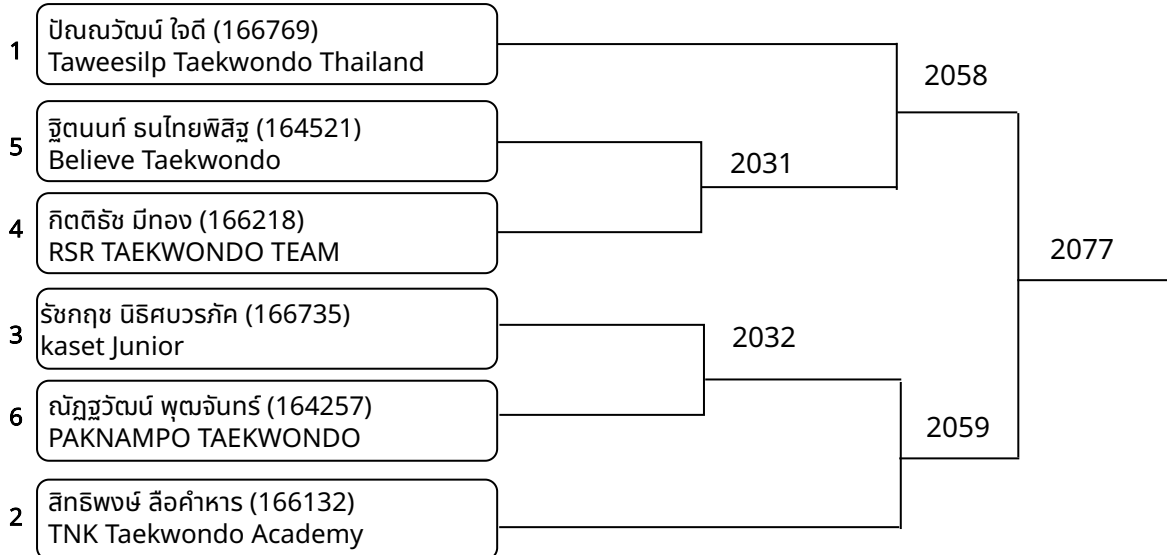 1
ปัณณวัฒน์ ใจดี (166769)
Taweesilp Taekwondo Thailand
2058
5
ฐิตนนท์ ธนไทยพิสิฐ (164521)
Believe Taekwondo
2031
4
กิตติธัช มีทอง (166218)
RSR TAEKWONDO TEAM
2077
3
รัชกฤช นิธิศบวรภัค (166735)
kaset Junior
2032
6
ณัฏฐวัฒน์ พุฒจันทร์ (164257)
PAKNAMPO TAEKWONDO
2059
2
สิทธิพงษ์ ลือคำหาร (166132)
TNK Taekwondo Academy